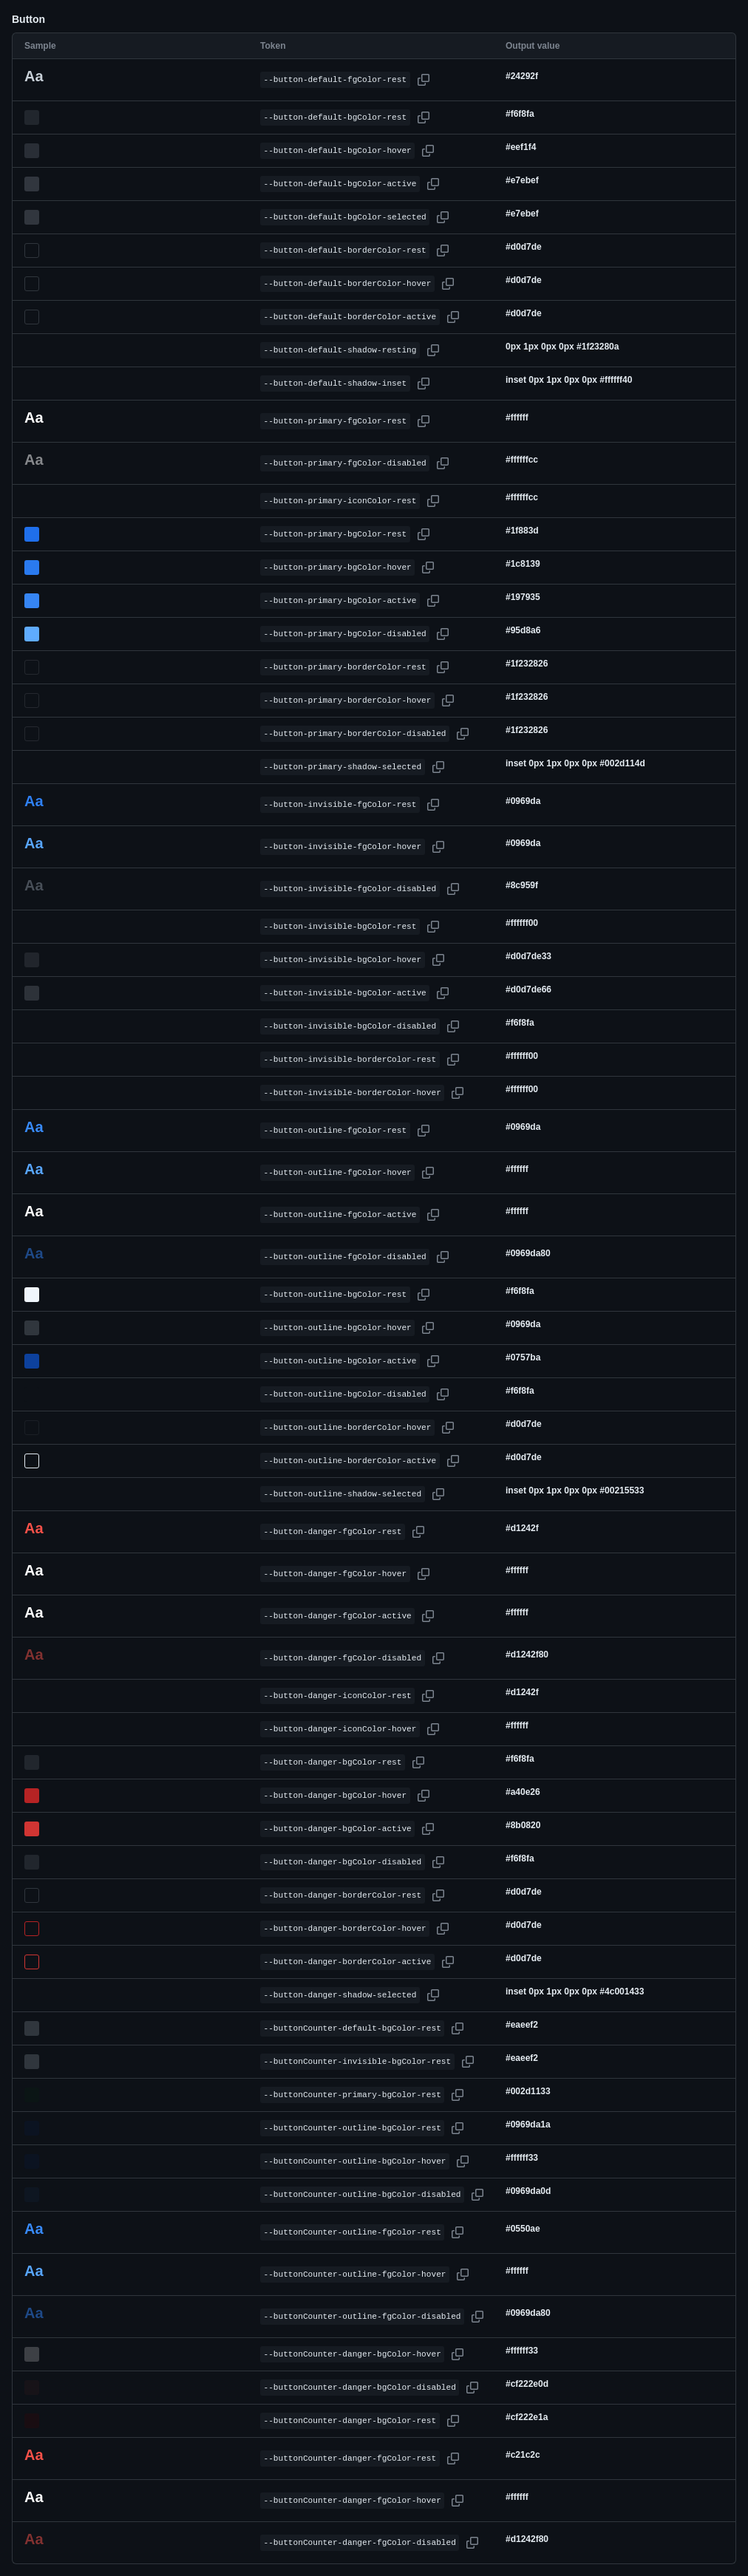 Button
Sample Token Output value
Aa --button-default-fgColor-rest #24292f
--button-default-bgColor-rest #f6f8fa
--button-default-bgColor-hover #eef1f4
--button-default-bgColor-active #e7ebef
--button-default-bgColor-selected #e7ebef
--button-default-borderColor-rest #d0d7de
--button-default-borderColor-hover #d0d7de
--button-default-borderColor-active #d0d7de
--button-default-shadow-resting 0px 1px 0px 0px #1f23280a
--button-default-shadow-inset inset 0px 1px 0px 0px #ffffff40
Aa --button-primary-fgColor-rest #ffffff
Aa --button-primary-fgColor-disabled #ffffffcc
--button-primary-iconColor-rest #ffffffcc
--button-primary-bgColor-rest #1f883d
--button-primary-bgColor-hover #1c8139
--button-primary-bgColor-active #197935
--button-primary-bgColor-disabled #95d8a6
--button-primary-borderColor-rest #1f232826
--button-primary-borderColor-hover #1f232826
--button-primary-borderColor-disabled #1f232826
--button-primary-shadow-selected inset 0px 1px 0px 0px #002d114d
Aa --button-invisible-fgColor-rest #0969da
Aa --button-invisible-fgColor-hover #0969da
Aa --button-invisible-fgColor-disabled #8c959f
--button-invisible-bgColor-rest #ffffff00
--button-invisible-bgColor-hover #d0d7de33
--button-invisible-bgColor-active #d0d7de66
--button-invisible-bgColor-disabled #f6f8fa
--button-invisible-borderColor-rest #ffffff00
--button-invisible-borderColor-hover #ffffff00
Aa --button-outline-fgColor-rest #0969da
Aa --button-outline-fgColor-hover #ffffff
Aa --button-outline-fgColor-active #ffffff
Aa --button-outline-fgColor-disabled #0969da80
--button-outline-bgColor-rest #f6f8fa
--button-outline-bgColor-hover #0969da
--button-outline-bgColor-active #0757ba
--button-outline-bgColor-disabled #f6f8fa
--button-outline-borderColor-hover #d0d7de
--button-outline-borderColor-active #d0d7de
--button-outline-shadow-selected inset 0px 1px 0px 0px #00215533
Aa --button-danger-fgColor-rest #d1242f
Aa --button-danger-fgColor-hover #ffffff
Aa --button-danger-fgColor-active #ffffff
Aa --button-danger-fgColor-disabled #d1242f80
--button-danger-iconColor-rest #d1242f
--button-danger-iconColor-hover #ffffff
--button-danger-bgColor-rest #f6f8fa
--button-danger-bgColor-hover #a40e26
--button-danger-bgColor-active #8b0820
--button-danger-bgColor-disabled #f6f8fa
--button-danger-borderColor-rest #d0d7de
--button-danger-borderColor-hover #d0d7de
--button-danger-borderColor-active #d0d7de
--button-danger-shadow-selected inset 0px 1px 0px 0px #4c001433
--buttonCounter-default-bgColor-rest #eaeef2
--buttonCounter-invisible-bgColor-rest #eaeef2
--buttonCounter-primary-bgColor-rest #002d1133
--buttonCounter-outline-bgColor-rest #0969da1a
--buttonCounter-outline-bgColor-hover #ffffff33
--buttonCounter-outline-bgColor-disabled #0969da0d
Aa --buttonCounter-outline-fgColor-rest #0550ae
Aa --buttonCounter-outline-fgColor-hover #ffffff
Aa --buttonCounter-outline-fgColor-disabled #0969da80
--buttonCounter-danger-bgColor-hover #ffffff33
--buttonCounter-danger-bgColor-disabled #cf222e0d
--buttonCounter-danger-bgColor-rest #cf222e1a
Aa --buttonCounter-danger-fgColor-rest #c21c2c
Aa --buttonCounter-danger-fgColor-hover #ffffff
Aa --buttonCounter-danger-fgColor-disabled #d1242f80